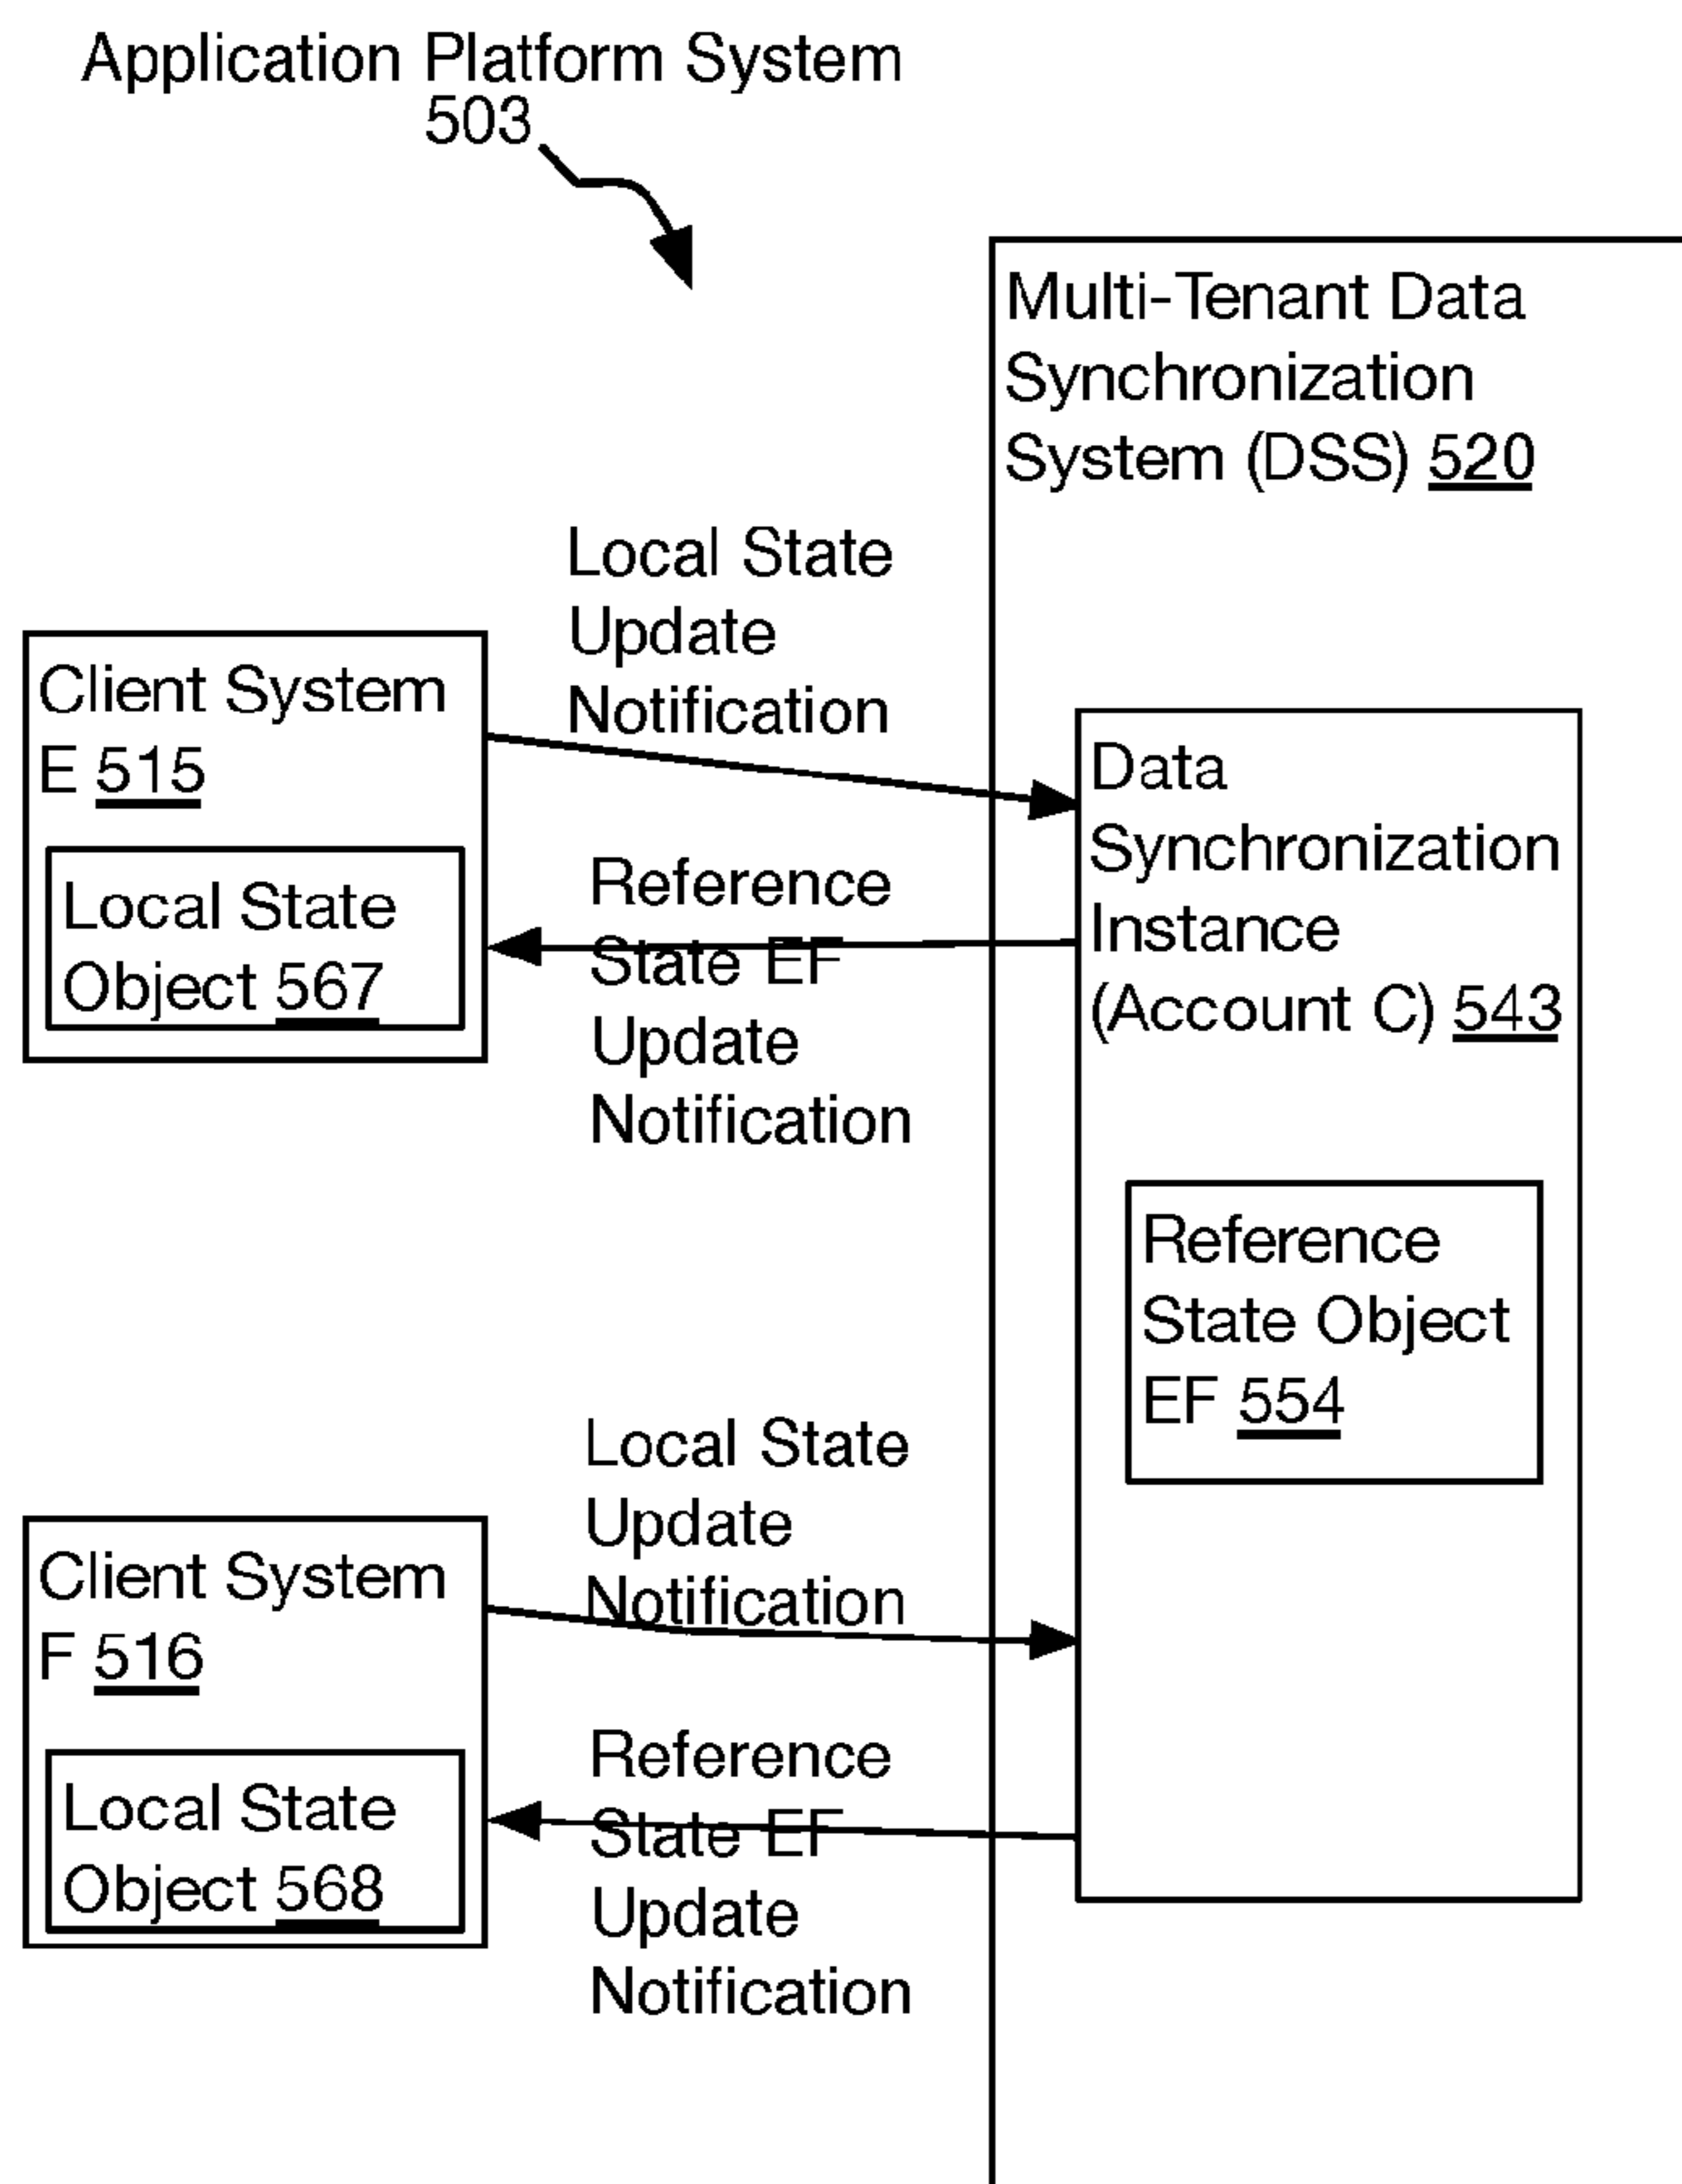 Application Platform System
503
Multi-Tenant Data
Synchronization
System (DSS) 520
Local State
Update
Notification
Client System
E 515
Local State
Object 567
Reference
State EF
Update
Notification
Data
Synchronization
Instance
(Account C) 543
Reference
State Object
EF 554
Local State
Update
Notification
Client System
F 516
Local State
Object 568
Reference
State EF
Update
Notification